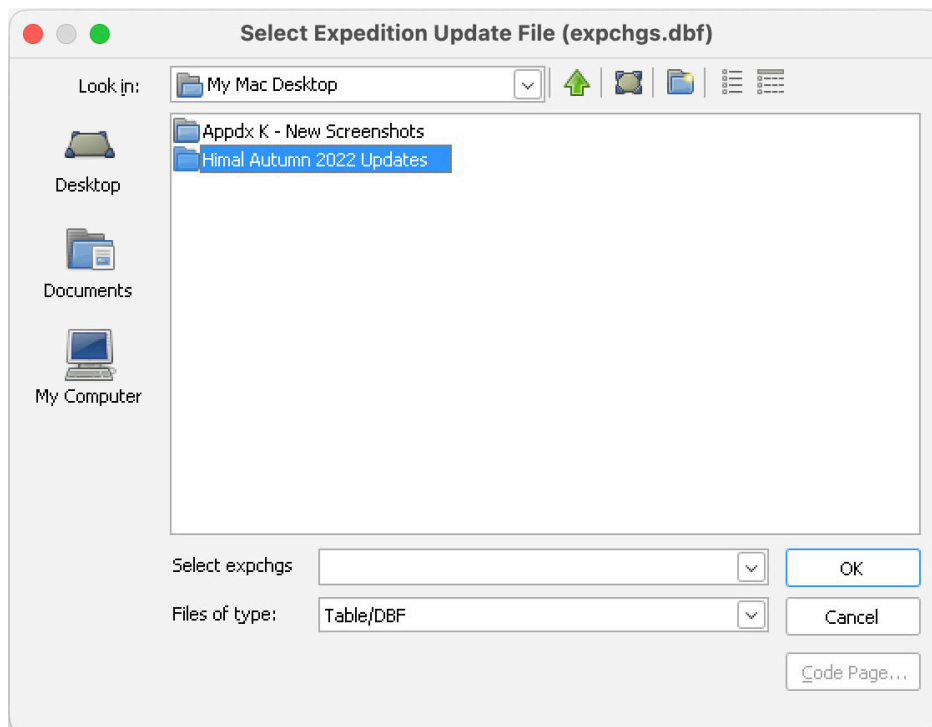 Select Expedition Update File (expchgs.dbf)
Look in:
My Mac Desktop
Appdx K - New Screenshots
Himal Autumn 2022 Updates
Desktop
Documents
My Computer
Select expchgs
OK
Files of type:
Table/DBF
Cancel
Code Page...